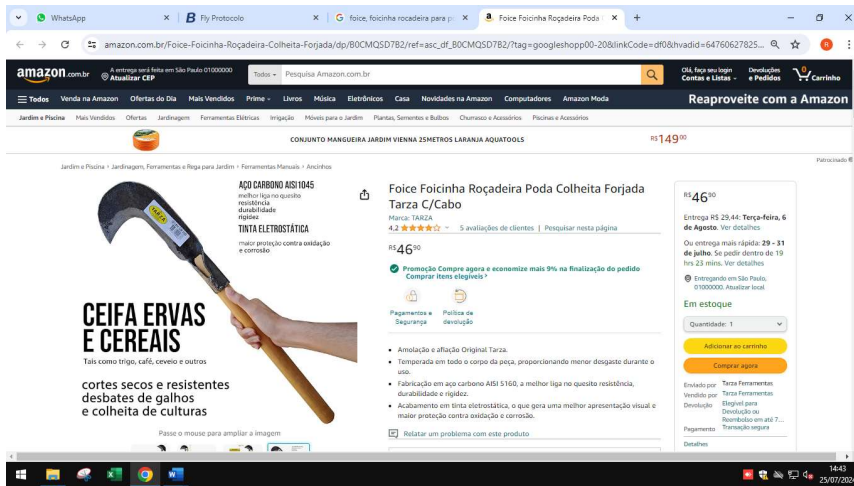 WhatsApp
Fly Protocolo
foice, foicinha rocadeira para p
Foice Foicinha Roçadeira Poda
amazon.com.br/Foice-Foicinha-Roçadeira-Colheita-Forjada/dp/B0CMQSD7B2/ref=asc_df_B0CMQSD7B2/?tag=googleshopp00-20&linkCode=df0&hvadid=64760627825...
R
amazon.com.br
A entrega será feita em São Paulo 01000000
Atualizar CEP
Todos
Pesquisa Amazon.com.br
Olá, faça seu login
Contas e Listas
Devoluções
e Pedidos
0
Carrinho
Todos
Venda na Amazon
Ofertas do Dia
Mais Vendidos
Prime
Livros
Música
Eletrônicos
Casa
Novidades na Amazon
Computadores
Amazon Moda
Reaproveite com a Amazon
Jardim e Piscina
Mais Vendidos
Ofertas
Jardinagem
Ferramentas Elétricas
Irrigação
Móveis para o Jardim
Plantas, Sementes e Bulbos
Churrasco e Acessórios
Piscinas e Acessórios
CONJUNTO MANGUEIRA JARDIM VIENNA 25METROS LARANJA AQUATOOLS
R$14900
Patrocinado
Jardim e Piscina › Jardinagem, Ferramentas e Rega para Jardim › Ferramentas Manuais › Ancinhos
TARZA
AÇO CARBONO AISI 1045
melhor liga no quesito
resistência
durabilidade
rigidez
TINTA ELETROSTÁTICA
maior proteção contra oxidação
e corrosão
CEIFA ERVAS
E CEREAIS
Tais como trigo, café, ceveio e outros
cortes secos e resistentes
desbates de galhos
e colheita de culturas
Passe o mouse para ampliar a imagem
Foice Foicinha Roçadeira Poda Colheita Forjada
Tarza C/Cabo
Marca: TARZA
4,2
5 avaliações de clientes | Pesquisar nesta página
R$4690
Promoção Compre agora e economize mais 9% na finalização do pedido
Comprar itens elegíveis ›
Pagamentos e
Segurança
Política de
devolução
• Amolação e afiação Original Tarza.
• Temperada em todo o corpo da peça, proporcionando menor desgaste durante o
uso.
• Fabricação em aço carbono AISI 5160, a melhor liga no quesito resistência,
durabilidade e rigidez.
• Acabamento em tinta eletrostática, o que gera uma melhor apresentação visual e
maior proteção contra oxidação e corrosão.
Relatar um problema com este produto
R$4690
Entrega R$ 29,44: Terça-feira, 6
de Agosto. Ver detalhes
Ou entrega mais rápida: 29 - 31
de julho. Se pedir dentro de 19
hrs 23 mins. Ver detalhes
Entregando em São Paulo,
01000000. Atualizar local
Em estoque
Quantidade: 1
Adicionar ao carrinho
Comprar agora
Enviado por Tarza Ferramentas
Vendido por Tarza Ferramentas
Devolução Elegível para
Devolução ou
Reembolso em até 7...
Pagamento Transação segura
Detalhes
14:43
25/07/2024